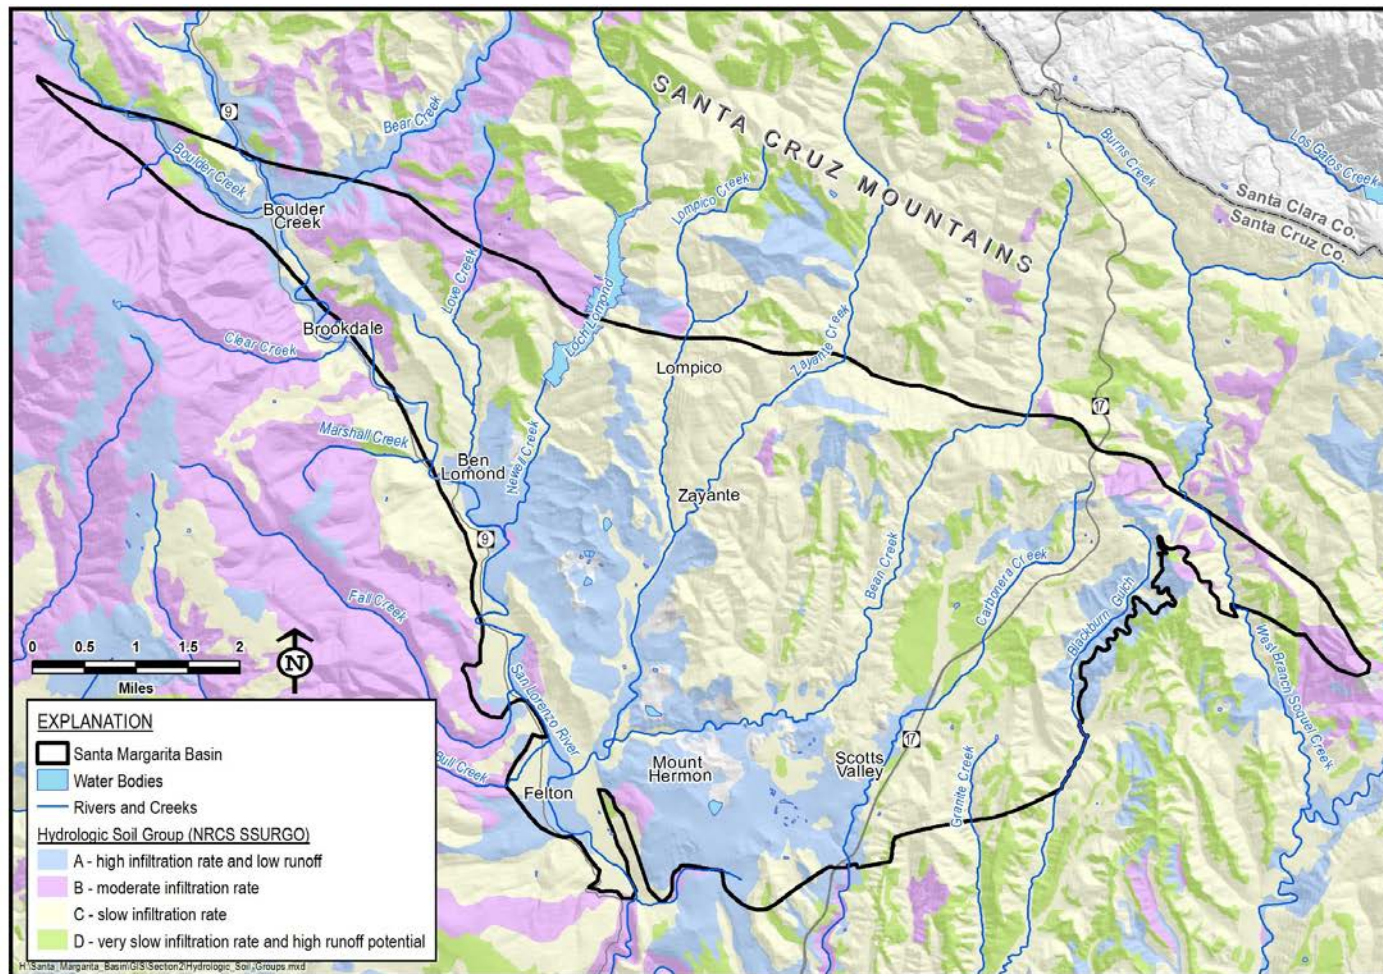 SANTA CRUZ MOUNTAINS
9
Bear Creek
Boulder Creek
Boulder
Creek
Burns Creek
Los Gatos Creek
Santa Clara Co.
Santa Cruz Co.
Lompico Creek
Love Creek
Loch Lomond
Brookdale
Clear Creek
Zayante Creek
Lompico
17
Marshall Creek
Ben
Lomond
Newell Creek
Zayante
9
Bean Creek
Carbonera Creek
Blackburn Gulch
Fall Creek
West Branch Soquel Creek
San Lorenzo River
0 0.5 1 1.5 2
Miles
N
17
Scotts
Valley
Mount
Hermon
Granite Creek
Bull Creek
Felton
EXPLANATION
Santa Margarita Basin
Water Bodies
Rivers and Creeks
Hydrologic Soil Group (NRCS SSURGO)
A - high infiltration rate and low runoff
B - moderate infiltration rate
C - slow infiltration rate
D - very slow infiltration rate and high runoff potential
H:\Santa_Margarita_Basin\GIS\Section2\Hydrologic_Soil_Groups.mxd